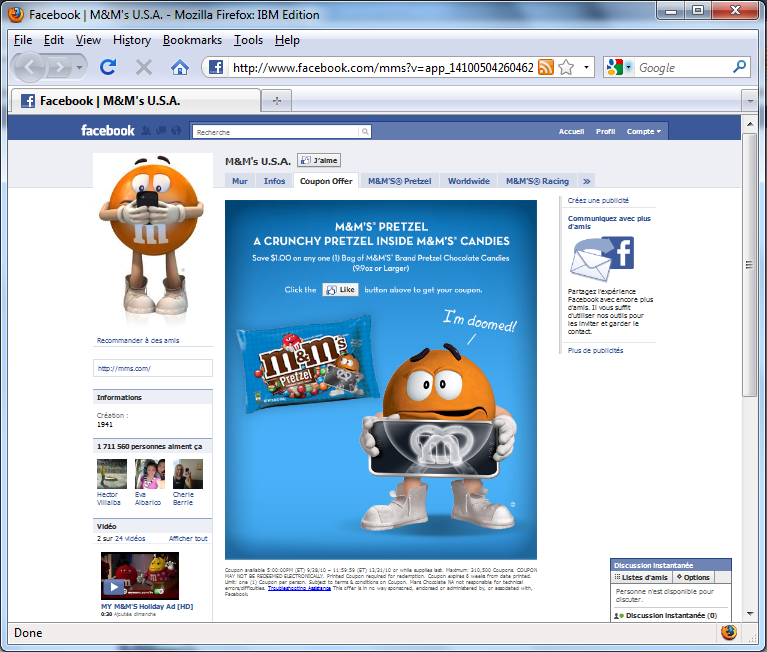 Facebook | M&M's U.S.A. - Mozilla Firefox: IBM Edition
File Edit View History Bookmarks Tools Help
http://www.facebook.com/mms?v=app_14100504260462
Google
Facebook | M&M's U.S.A.
facebook
Recherche
Accueil Profil Compte
M&M's U.S.A. J'aime
Mur Infos Coupon Offer M&M'S® Pretzel Worldwide M&M'S® Racing »
M&M'S® PRETZEL
A CRUNCHY PRETZEL INSIDE M&M'S® CANDIES
Save $1.00 on any one (1) Bag of M&M'S® Brand Pretzel Chocolate Candies
(9.9oz or Larger)
Click the Like button above to get your coupon.
I'm doomed!
m&m's
Pretzel
m
Coupon available 5:00:00PM (ET) 9/28/10 – 11:59:59 (ET) 12/31/10 or while supplies last. Maximum: 310,500 Coupons. COUPON
MAY NOT BE REDEEMED ELECTRONICALLY. Printed Coupon required for redemption. Coupon expires 6 weeks from date printed.
Limit: one (1) Coupon per person. Subject to terms & conditions on Coupon. Mars Chocolate NA not responsible for technical
errors/difficulties. Troubleshooting Assistance This offer is in no way sponsored, endorsed or administered by, or associated with,
Facebook
m
Recommander à des amis
http://mms.com/
Informations
Création :
1941
1 711 560 personnes aiment ça
Hector
Villalba
Eva
Albarico
Cherie
Berrie
Vidéo
2 sur 24 vidéos Afficher tout
MY M&M'S Holiday Ad [HD]
0:30 Ajoutée dimanche
Créez une publicité
Communiquez avec plus
d'amis
Partagez l'expérience
Facebook avec encore plus
d'amis. Il vous suffit
d'utiliser nos outils pour
les inviter et garder le
contact.
Plus de publicités
Discussion instantanée
Listes d'amis Options
Personne n'est disponible pour
discuter.
Discussion instantanée (0)
Done